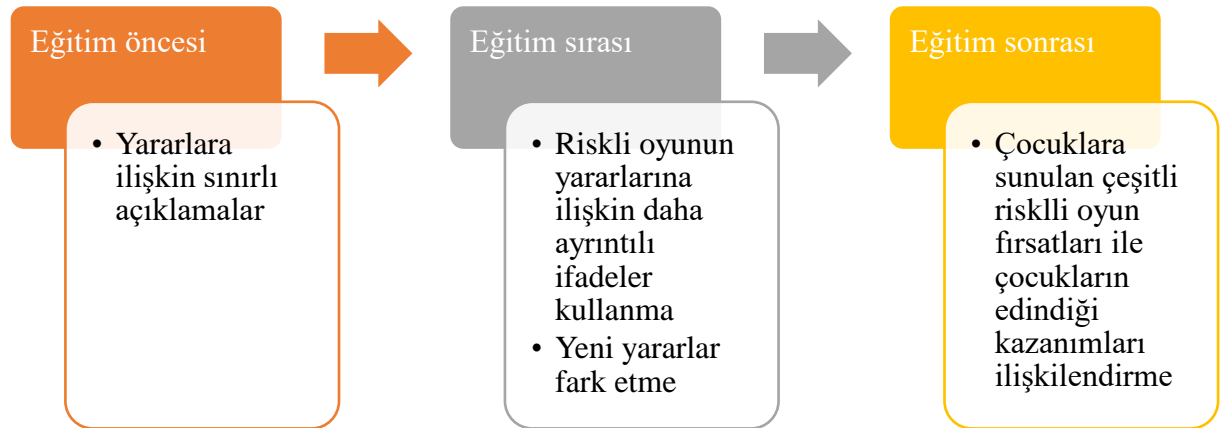 Eğitim öncesi
• Yararlara
ilişkin sınırlı
açıklamalar
Eğitim sırası
• Riskli oyunun
yararlarına
ilişkin daha
ayrıntılı
ifadeler
kullanma
• Yeni yararlar
fark etme
Eğitim sonrası
• Çocuklara
sunulan çeşitli
risklli oyun
fırsatları ile
çocukların
edindiği
kazanımları
ilişkilendirme